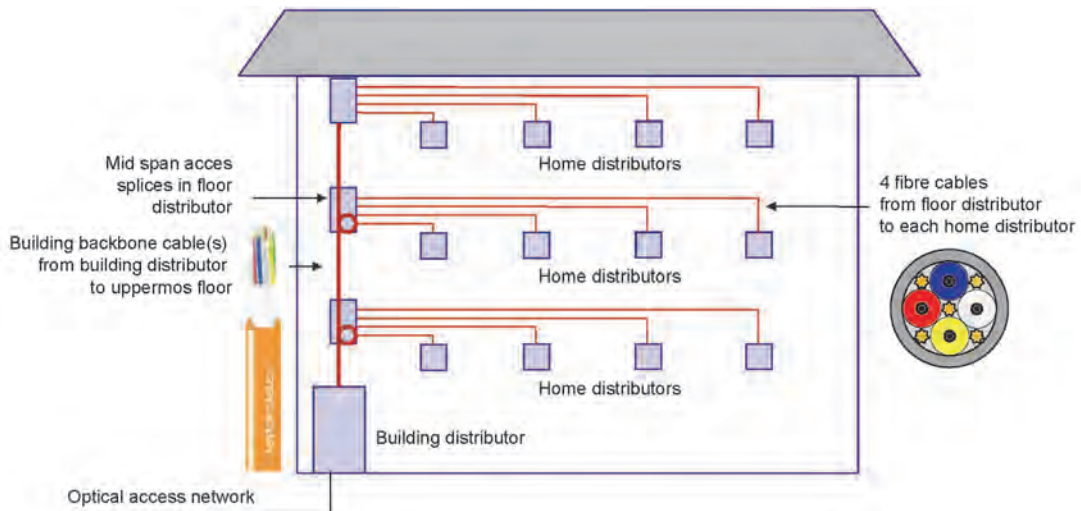 Home distributors
Mid span acces
splices in floor
distributor
4 fibre cables
from floor distributor
to each home distributor
Building backbone cable(s)
from building distributor
to uppermos floor
Home distributors
Home distributors
Building distributor
Optical access network